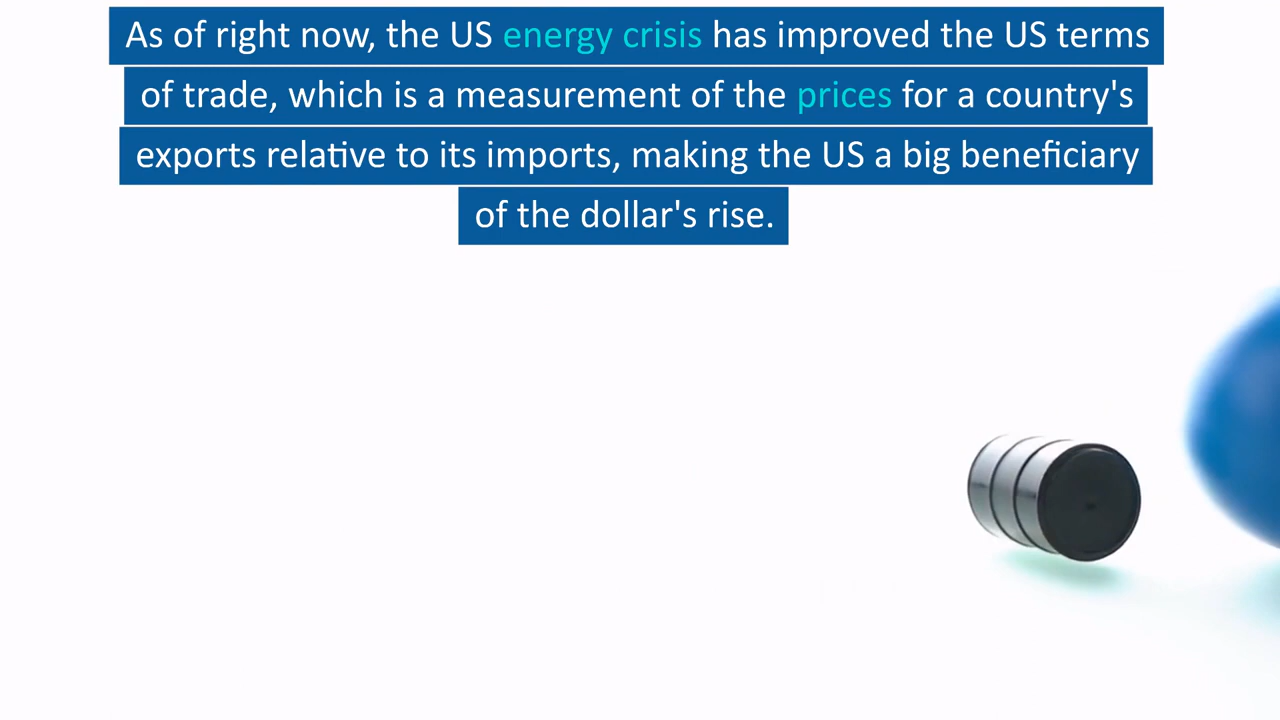 As of right now, the US energy crisis has improved the US terms
of trade, which is a measurement of the prices for a country's
exports relative to its imports, making the US a big beneficiary
of the dollar's rise.